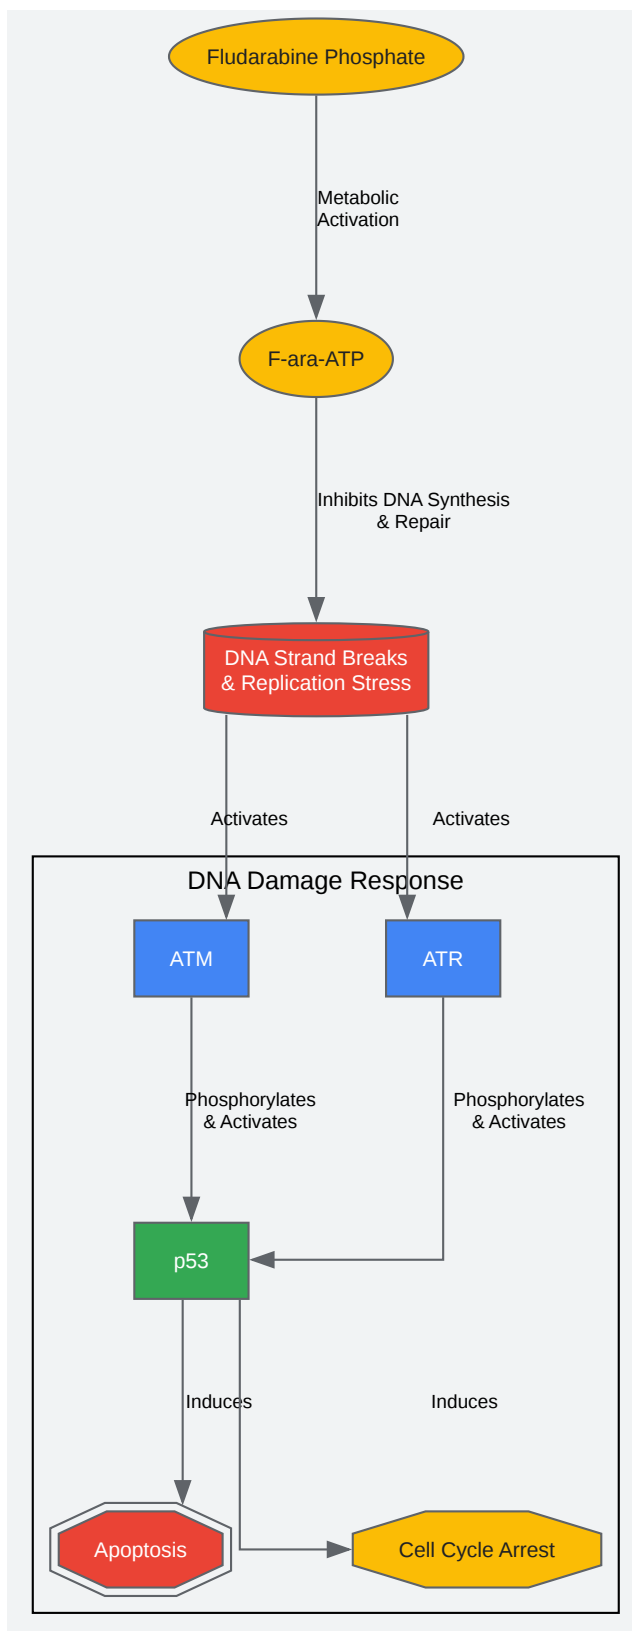 Fludarabine Phosphate
Metabolic
Activation
F-ara-ATP
Inhibits DNA Synthesis
& Repair
DNA Strand Breaks
& Replication Stress
Activates
Activates
DNA Damage Response
ATM
ATR
Phosphorylates
& Activates
Phosphorylates
& Activates
p53
Induces
Induces
Apoptosis
Cell Cycle Arrest